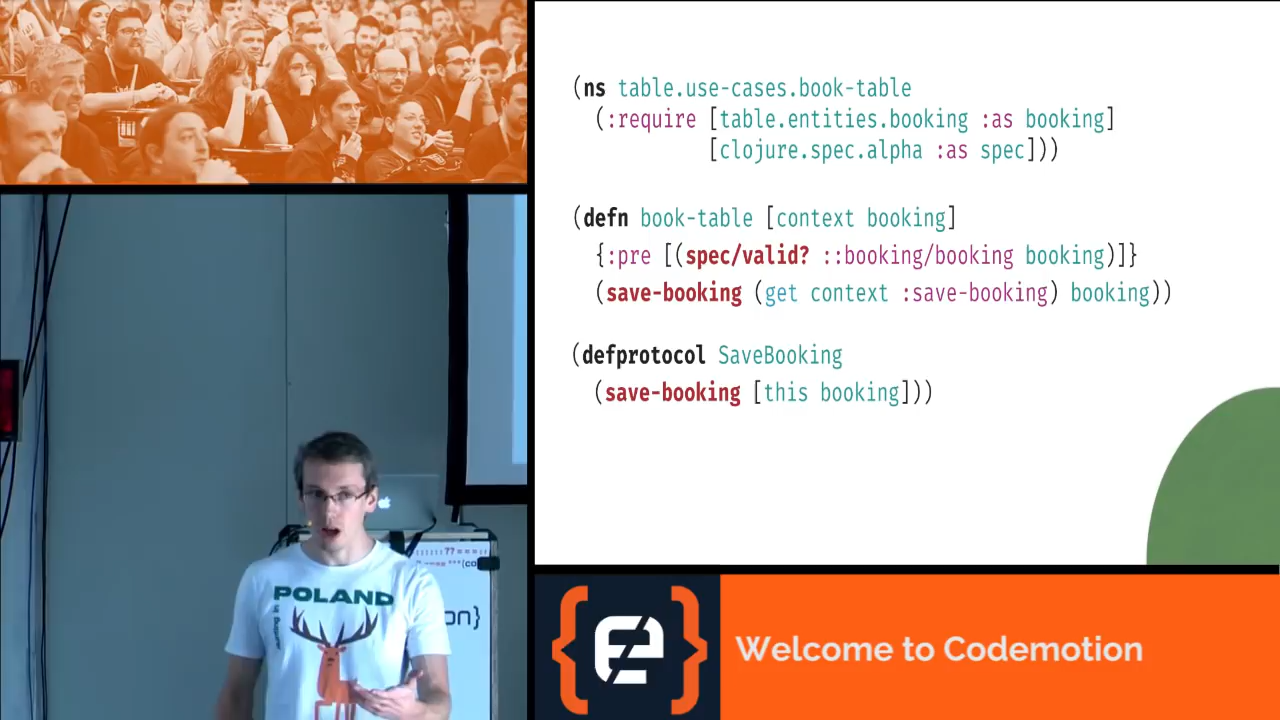 (ns table.use-cases.book-table
(:require [table.entities.booking :as booking]
[clojure.spec.alpha :as spec]))
(defn book-table [context booking]
{:pre [(spec/valid? ::booking/booking booking)]}
(save-booking (get context :save-booking) booking))
(defprotocol SaveBooking
(save-booking [this booking]))
POLAND
on}
Welcome to Codemotion